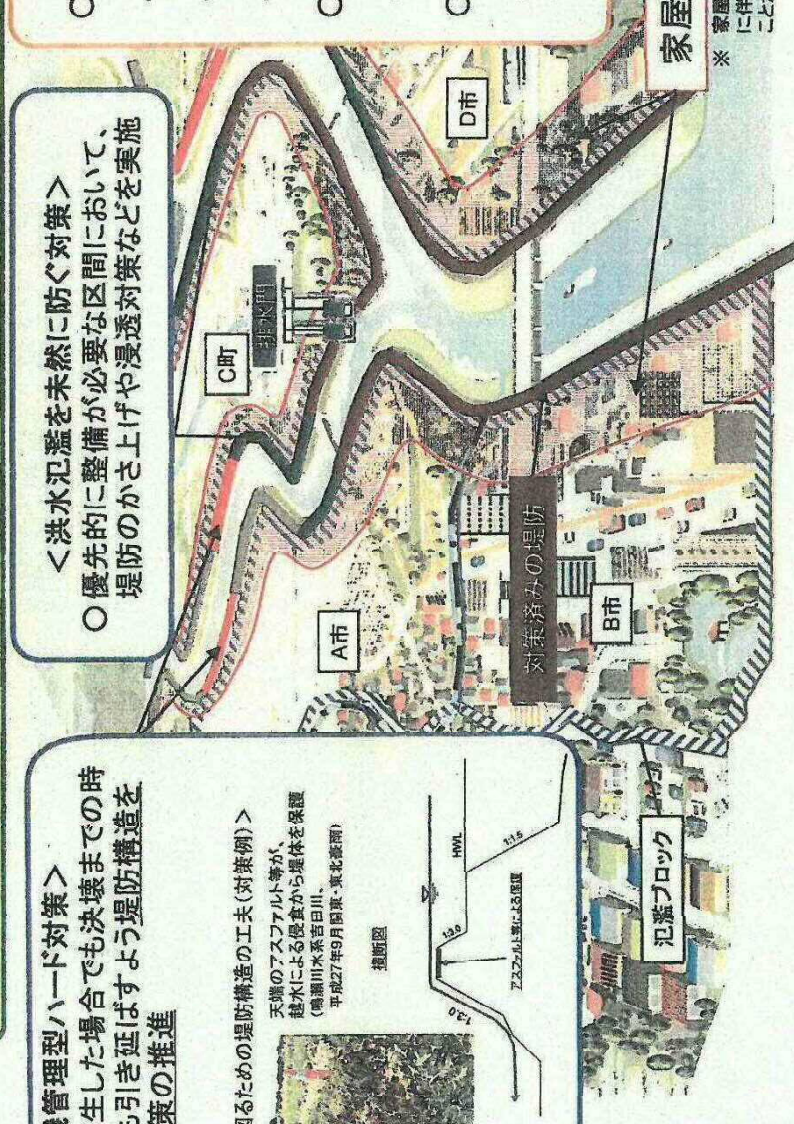 ＜洪水氾濫を未然に防ぐ対策＞
○ 優先的に整備が必要な区間において、
堤防のかさ上げや浸透対策などを実施
管理型ハード対策＞
生した場合でも決壊までの時
も引き延ばすよう堤防構造を
策の推進
図るための堤防構造の工夫(対策例)＞
天端のアスファルト等が、
越水による侵食から堤体を保護
(鳴瀬川水系吉田川、
平成27年9月関東・東北豪雨)
横断図
HWL
1:3.0
1:3.0
1:1.5
アスファルト等による保護
A市
B市
C町
D市
排水門
対策済みの堤防
氾濫ブロック
家屋
※ 家屋
に伴
こと
○
○
○